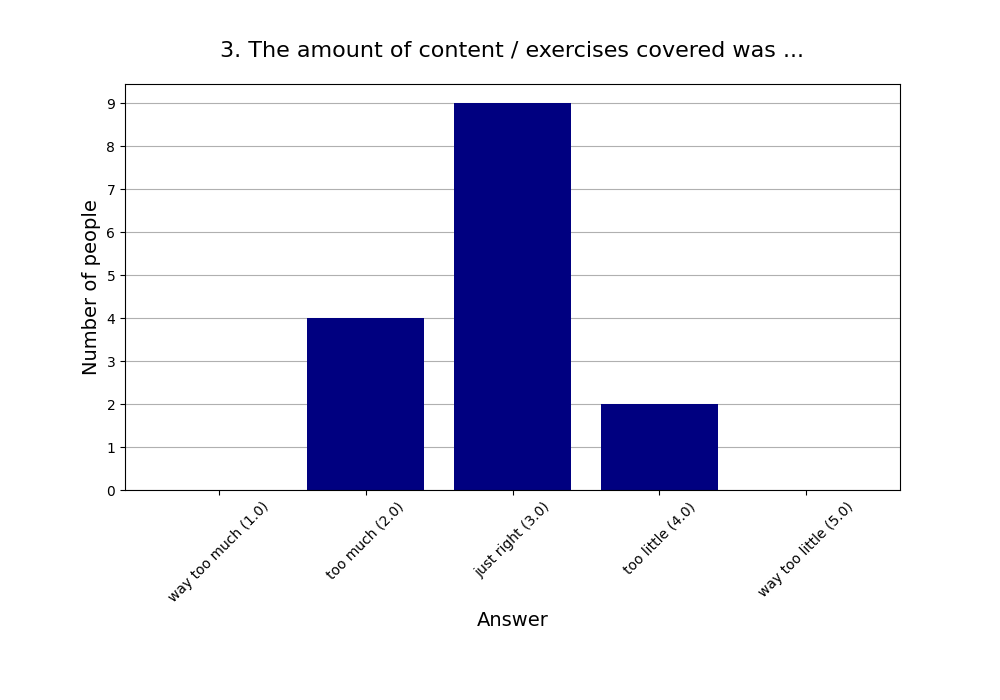 3. The amount of content / exercises covered was ...
Number of people
9
8
7
6
5
4
3
2
1
0
way too much (1.0)
too much (2.0)
just right (3.0)
too little (4.0)
way too little (5.0)
Answer